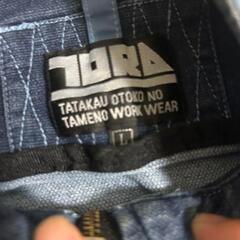 TORA
TATAKAU OTOKO NO
TAMENO WORK WEAR
L